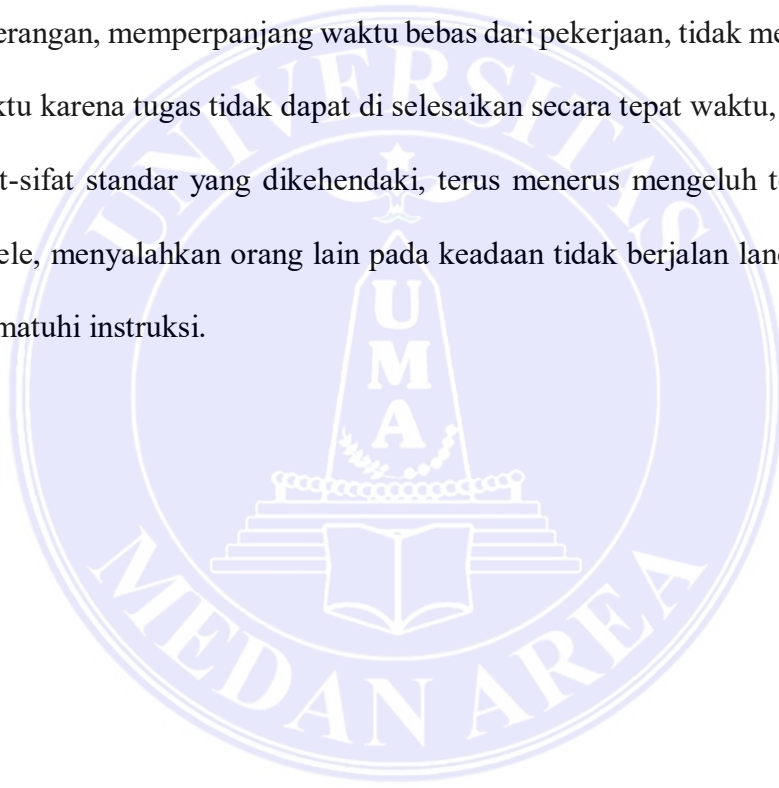 erangan, memperpanjang waktu bebas dari pekerjaan, tidak me
ktu karena tugas tidak dapat di selesaikan secara tepat waktu,
t-sifat standar yang dikehendaki, terus menerus mengeluh t
ele, menyalahkan orang lain pada keadaan tidak berjalan lan
matuhi instruksi.
UNIVERSITAS
UMA
MEDAN AREA